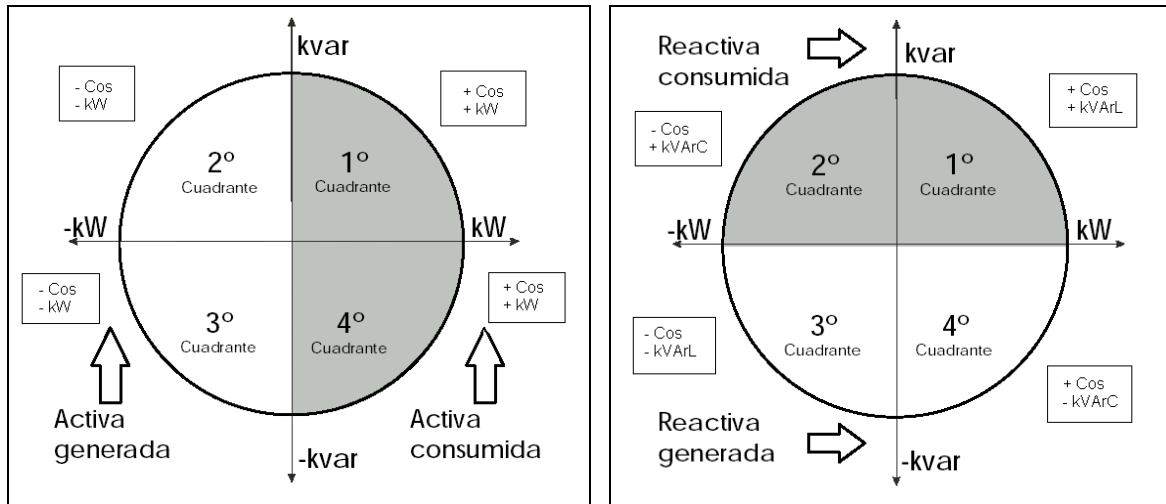 kvar
- Cos
- kW
+ Cos
+ kW
2º
Cuadrante
1º
Cuadrante
-kW
kW
- Cos
- kW
+ Cos
+ kW
3º
Cuadrante
4º
Cuadrante
Activa
generada
Activa
consumida
-kvar
Reactiva
consumida
kvar
- Cos
+ kVArC
+ Cos
+ kVArL
2º
Cuadrante
1º
Cuadrante
-kW
kW
- Cos
- kVArL
3º
Cuadrante
4º
Cuadrante
+ Cos
- kVArC
Reactiva
generada
-kvar